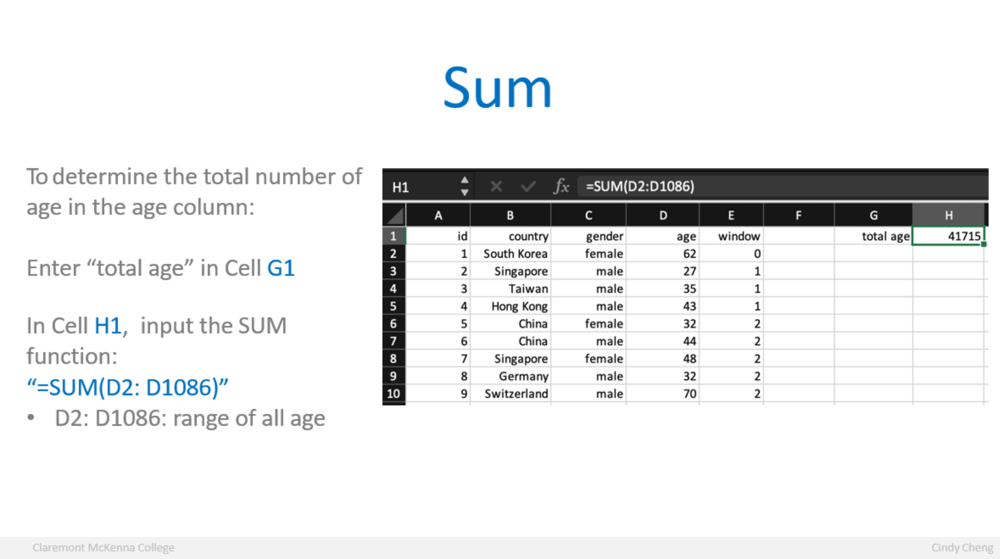 Sum
To determine the total number of
age in the age column:
Enter “total age” in Cell G1
In Cell H1,  input the SUM
function:
“=SUM(D2: D1086)”
• D2: D1086: range of all age
H1 fx =SUM(D2:D1086)
A B C D E F G H
1 id country gender age window total age 41715
2 1 South Korea female 62 0
3 2 Singapore male 27 1
4 3 Taiwan male 35 1
5 4 Hong Kong male 43 1
6 5 China female 32 2
7 6 China male 44 2
8 7 Singapore female 48 2
9 8 Germany male 32 2
10 9 Switzerland male 70 2
Claremont McKenna College
Cindy Cheng